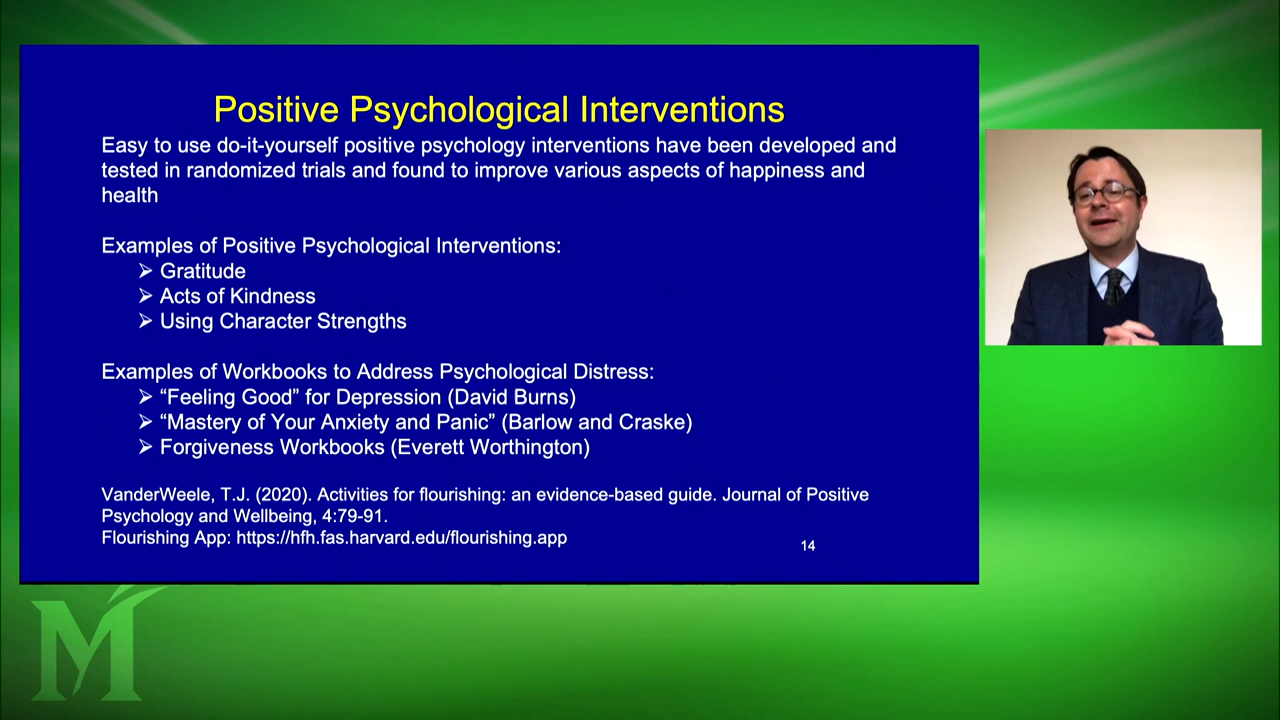 Positive Psychological Interventions
Easy to use do-it-yourself positive psychology interventions have been developed and
tested in randomized trials and found to improve various aspects of happiness and
health
Examples of Positive Psychological Interventions:
➢ Gratitude
➢ Acts of Kindness
➢ Using Character Strengths
Examples of Workbooks to Address Psychological Distress:
➢ “Feeling Good” for Depression (David Burns)
➢ “Mastery of Your Anxiety and Panic” (Barlow and Craske)
➢ Forgiveness Workbooks (Everett Worthington)
VanderWeele, T.J. (2020). Activities for flourishing: an evidence-based guide. Journal of Positive
Psychology and Wellbeing, 4:79-91.
Flourishing App: https://hfh.fas.harvard.edu/flourishing.app
14
M